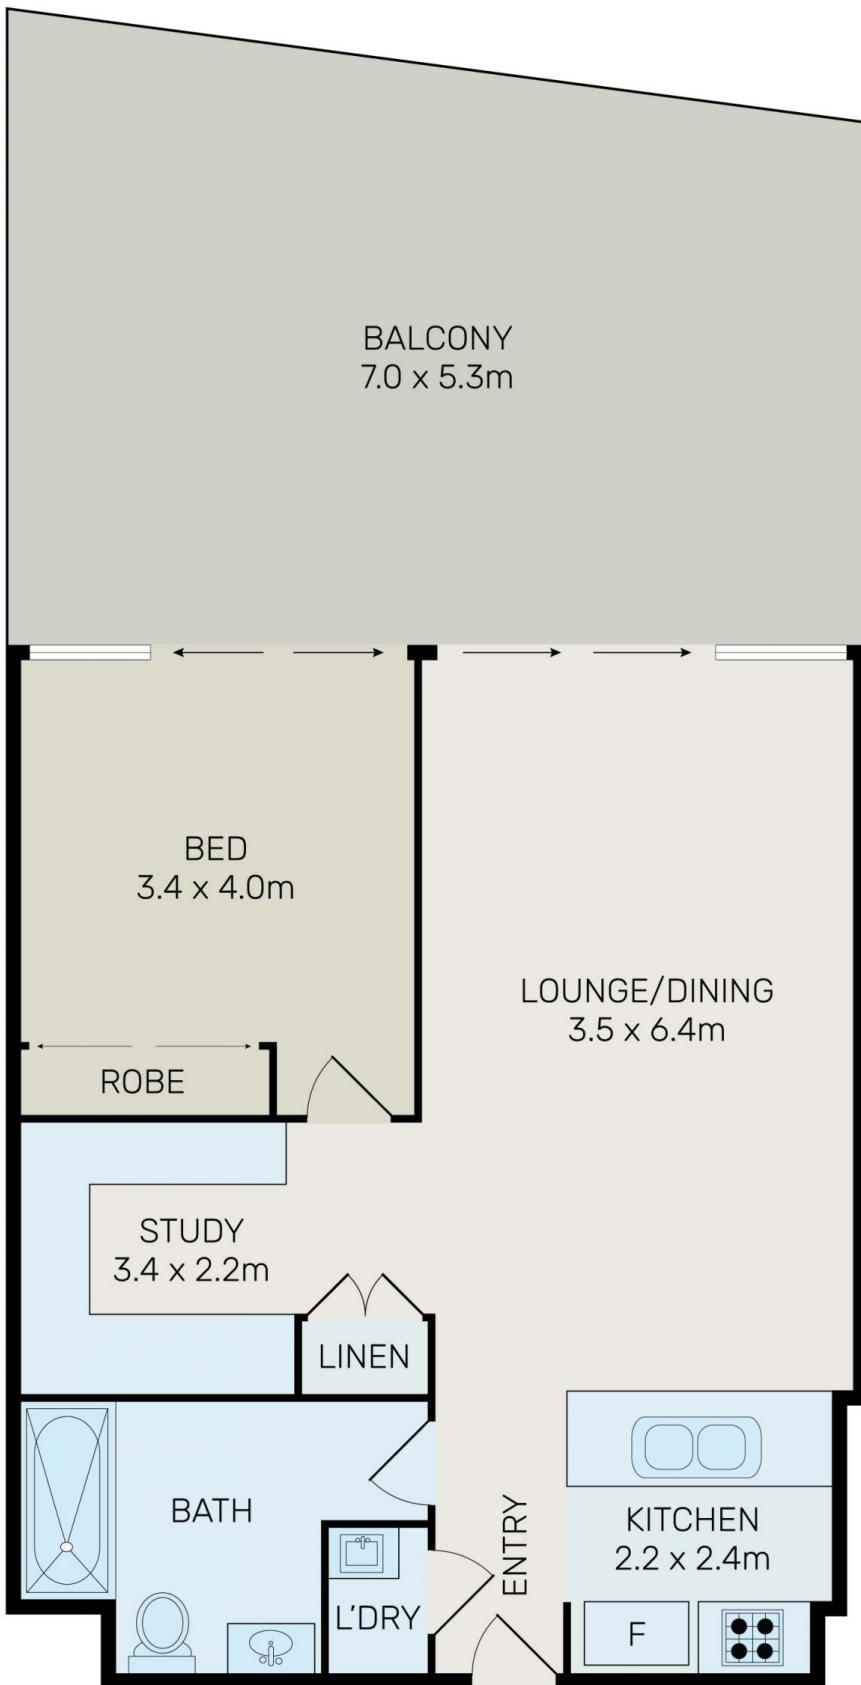 BALCONY
7.0 x 5.3m
BED
3.4 x 4.0m
LOUNGE/DINING
3.5 x 6.4m
ROBE
STUDY
3.4 x 2.2m
LINEN
BATH
ENTRY
KITCHEN
2.2 x 2.4m
L'DRY
F